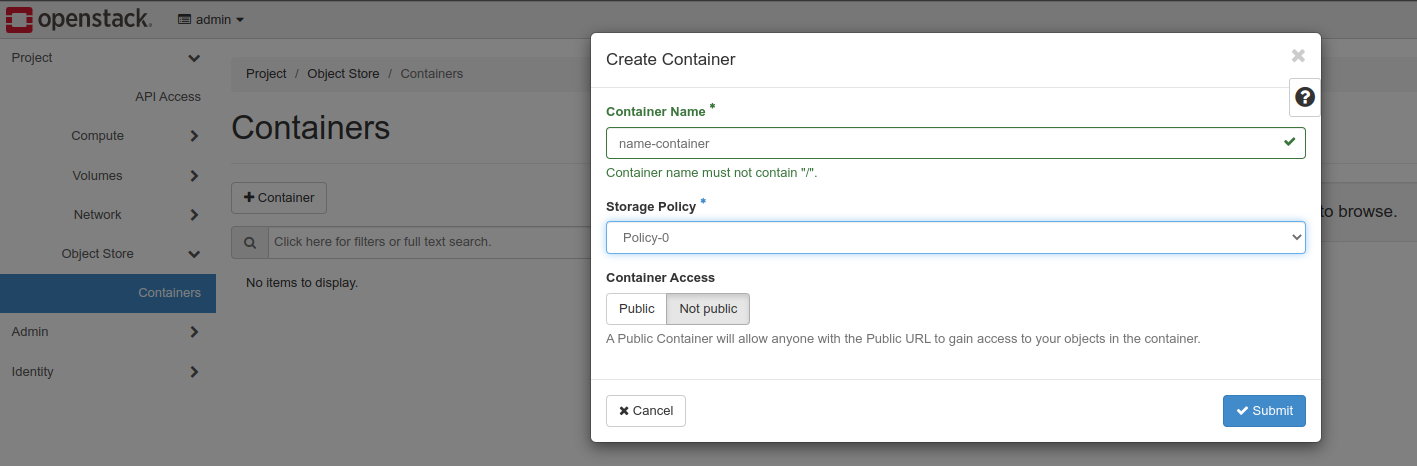 openstack.
admin
Project
API Access
Compute
Volumes
Network
Object Store
Containers
Admin
Identity
Project / Object Store / Containers
Containers
Container
Click here for filters or full text search.
No items to display.
to browse.
Create Container
Container Name *
name-container
Container name must not contain "/".
Storage Policy *
Policy-0
Container Access
Public
Not public
A Public Container will allow anyone with the Public URL to gain access to your objects in the container.
Cancel
Submit